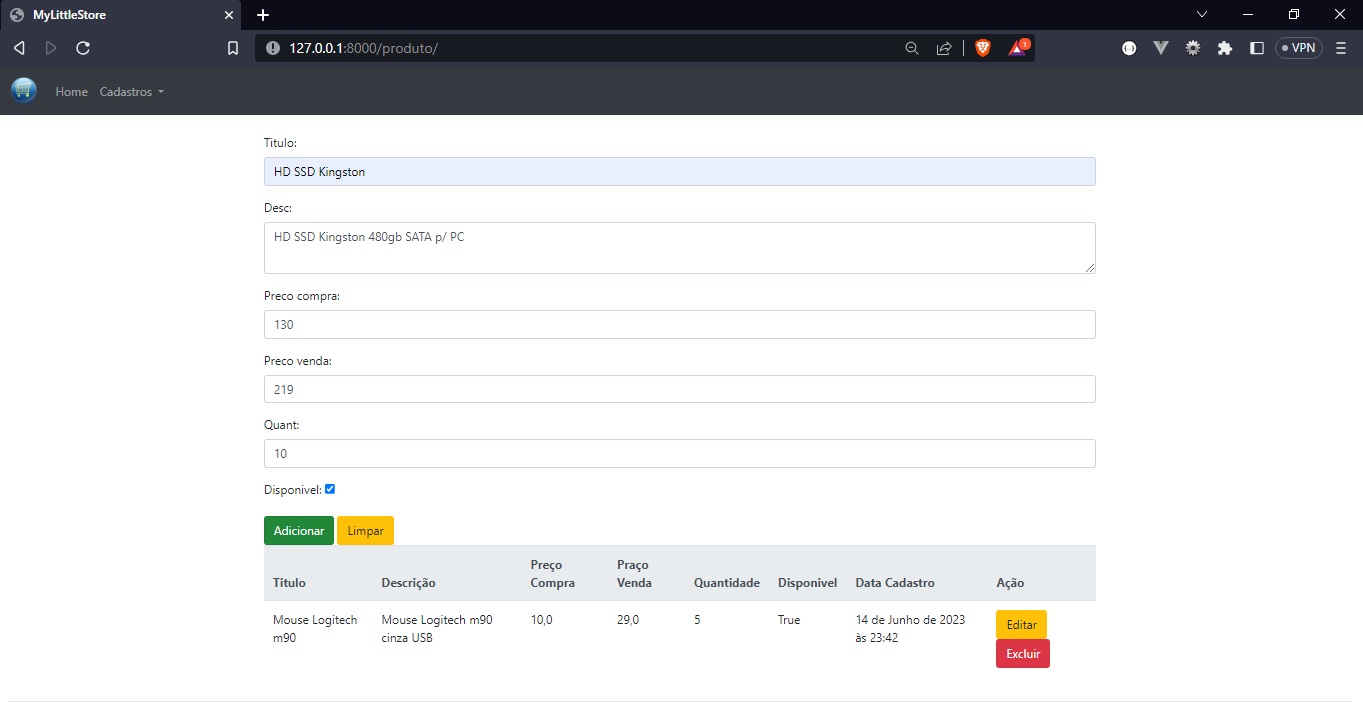 MyLittleStore
127.0.0.1:8000/produto/
1
VPN
Home Cadastros
Titulo:
HD SSD Kingston
Desc:
HD SSD Kingston 480gb SATA p/ PC
Preco compra:
130
Preco venda:
219
Quant:
10
Disponivel:
Adicionar Limpar
Titulo Descrição Preço Compra Praço Venda Quantidade Disponivel Data Cadastro Ação
Mouse Logitech m90 Mouse Logitech m90 cinza USB 10,0 29,0 5 True 14 de Junho de 2023 às 23:42 Editar
Excluir